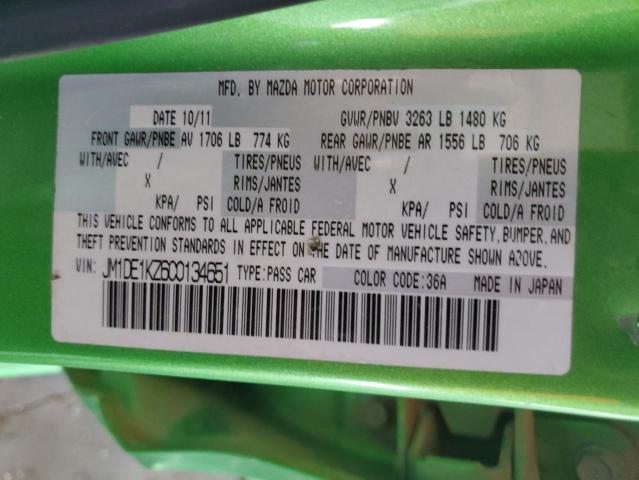 MFD. BY MAZDA MOTOR CORPORATION
DATE 10/11 GVWR/PNBV 3263 LB 1480 KG
FRONT GAWR/PNBE AV 1706 LB 774 KG REAR GAWR/PNBE AR 1556 LB 706 KG
WITH/AVEC / TIRES/PNEUS WITH/AVEC / TIRES/PNEUS
X RIMS/JANTES X RIMS/JANTES
KPA/ PSI COLD/A FROID KPA/ PSI COLD/A FROID
THIS VEHICLE CONFORMS TO ALL APPLICABLE FEDERAL MOTOR VEHICLE SAFETY, BUMPER, AND
THEFT PREVENTION STANDARDS IN EFFECT ON THE DATE OF MANUFACTURE SHOWN ABOVE.
VIN: JM1DE1KZ6C0134651 TYPE: PASS CAR COLOR CODE: 36A MADE IN JAPAN